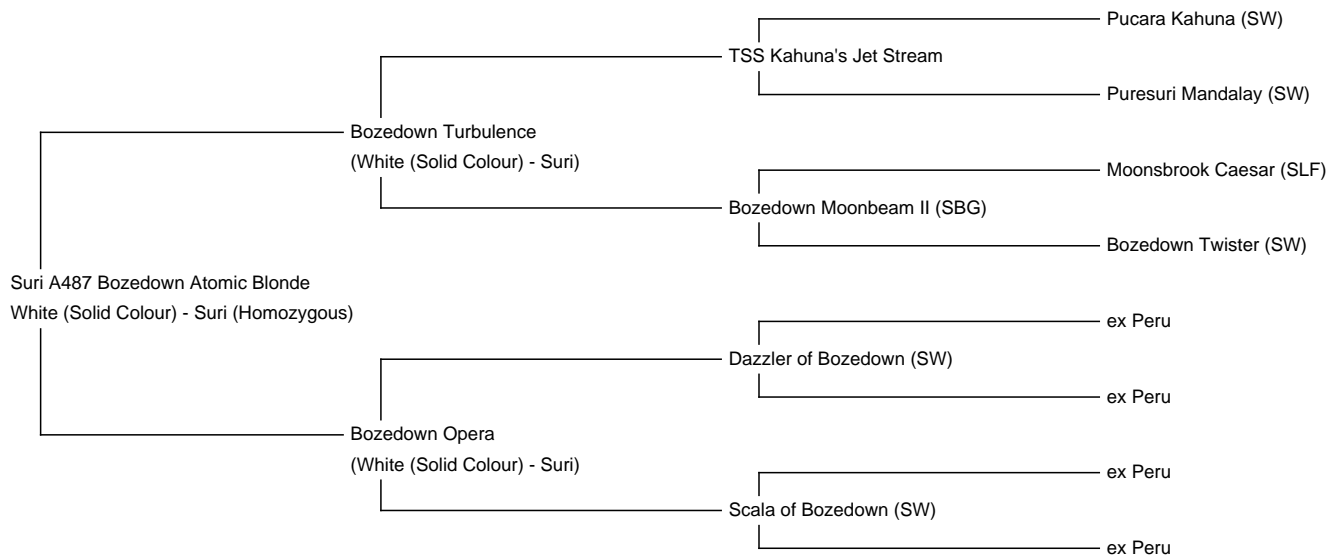 Pucara Kahuna (SW)
TSS Kahuna's Jet Stream
Puresuri Mandalay (SW)
Bozedown Turbulence
(White (Solid Colour) - Suri)
Moonsbrook Caesar (SLF)
Bozedown Moonbeam II (SBG)
Bozedown Twister (SW)
Suri A487 Bozedown Atomic Blonde
White (Solid Colour) - Suri (Homozygous)
ex Peru
Dazzler of Bozedown (SW)
ex Peru
Bozedown Opera
(White (Solid Colour) - Suri)
ex Peru
Scala of Bozedown (SW)
ex Peru